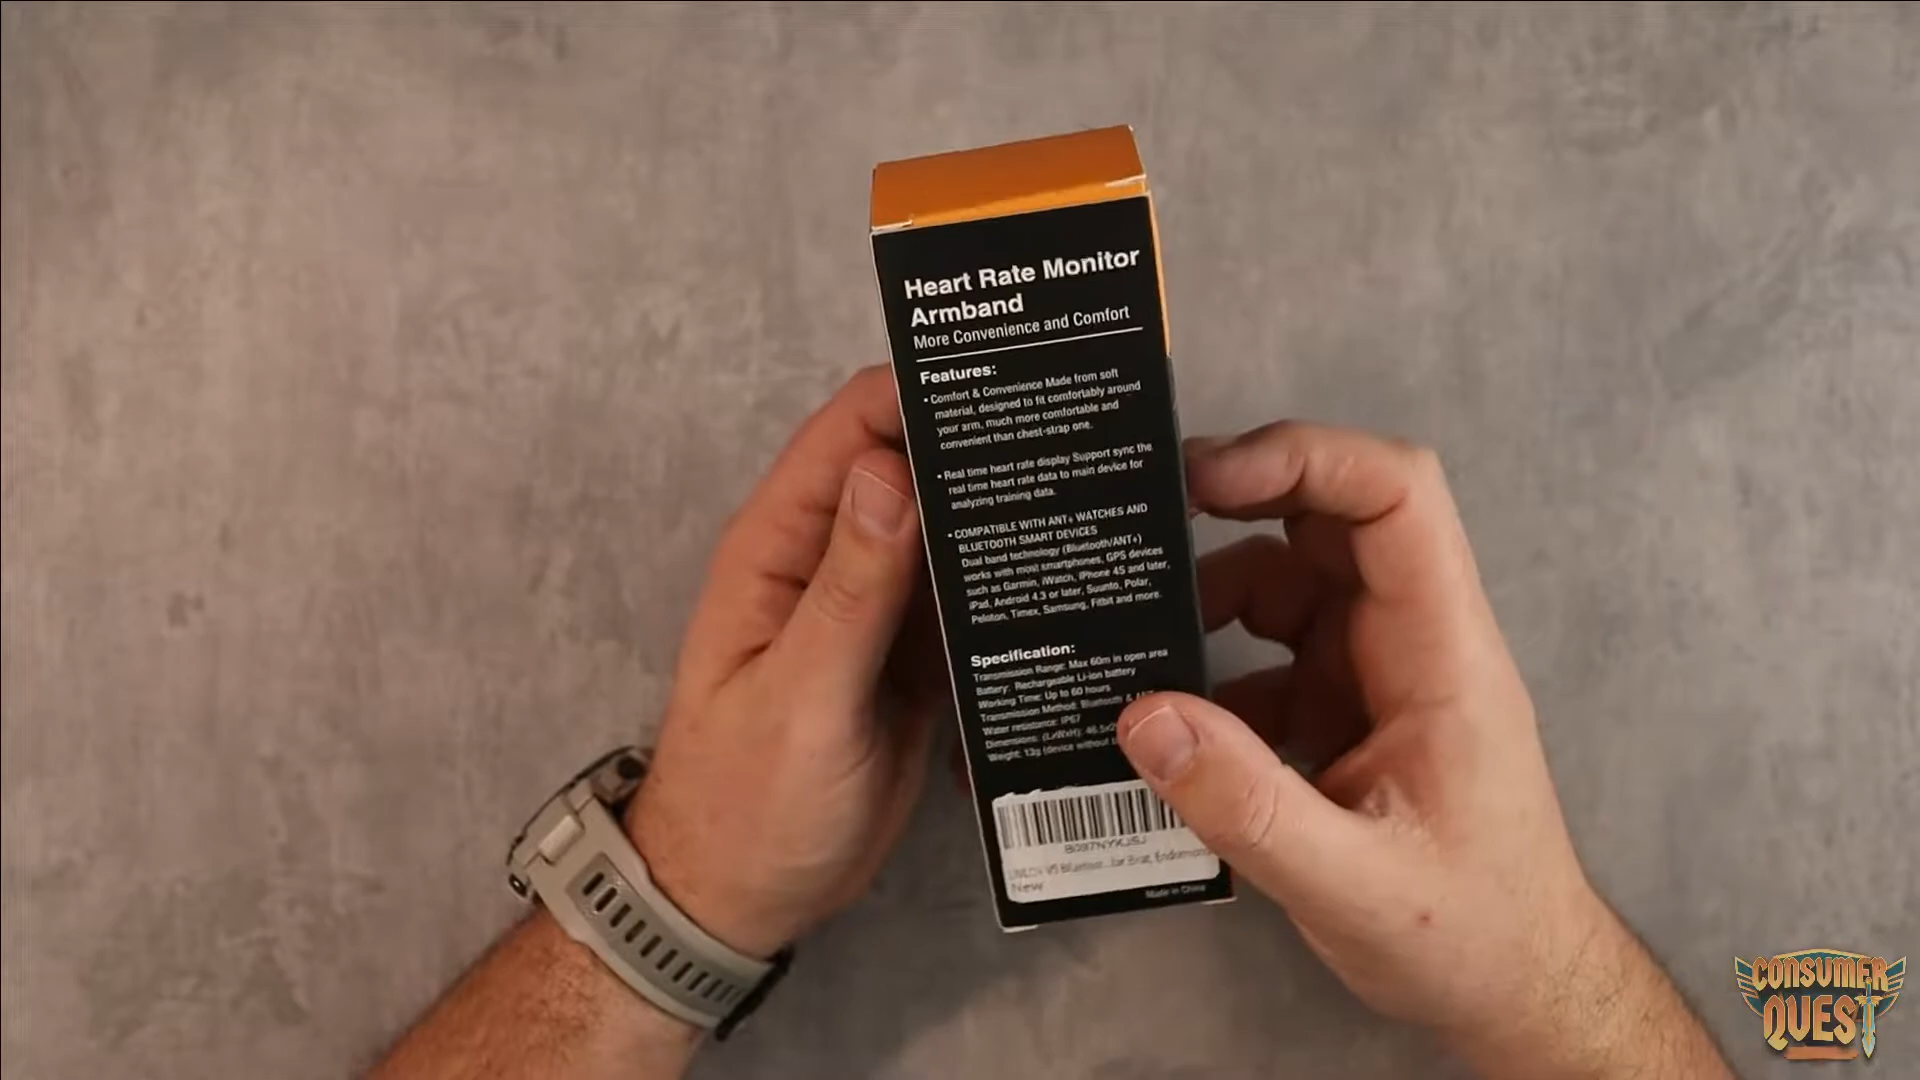 Heart Rate Monitor
Armband
More Convenience and Comfort
Features:
• Comfort & Convenience Made from soft
material, designed to fit comfortably around
your arm, much more comfortable and
convenient than chest-strap one.
• Real time heart rate display Support sync the
real time heart rate data to main device for
analyzing training data.
• COMPATIBLE WITH ANT+ WATCHES AND
BLUETOOTH SMART DEVICES
Dual band technology (Bluetooth/ANT+)
works with most smartphones, GPS devices
such as Garmin, iWatch, iPhone 4S and later,
iPad, Android 4.3 or later, Suunto, Polar,
Peloton, Timex, Samsung, Fitbit and more.
Specification:
Transmission Range: Max 60m in open area
Battery: Rechargeable Li-ion battery
Working Time: Up to 60 hours
Transmission Method: Bluetooth &
Water resistance: IP67
Dimensions: (LxWxH):
Weight: 13g (device without
New
Made in China
CONSUMER
QUEST